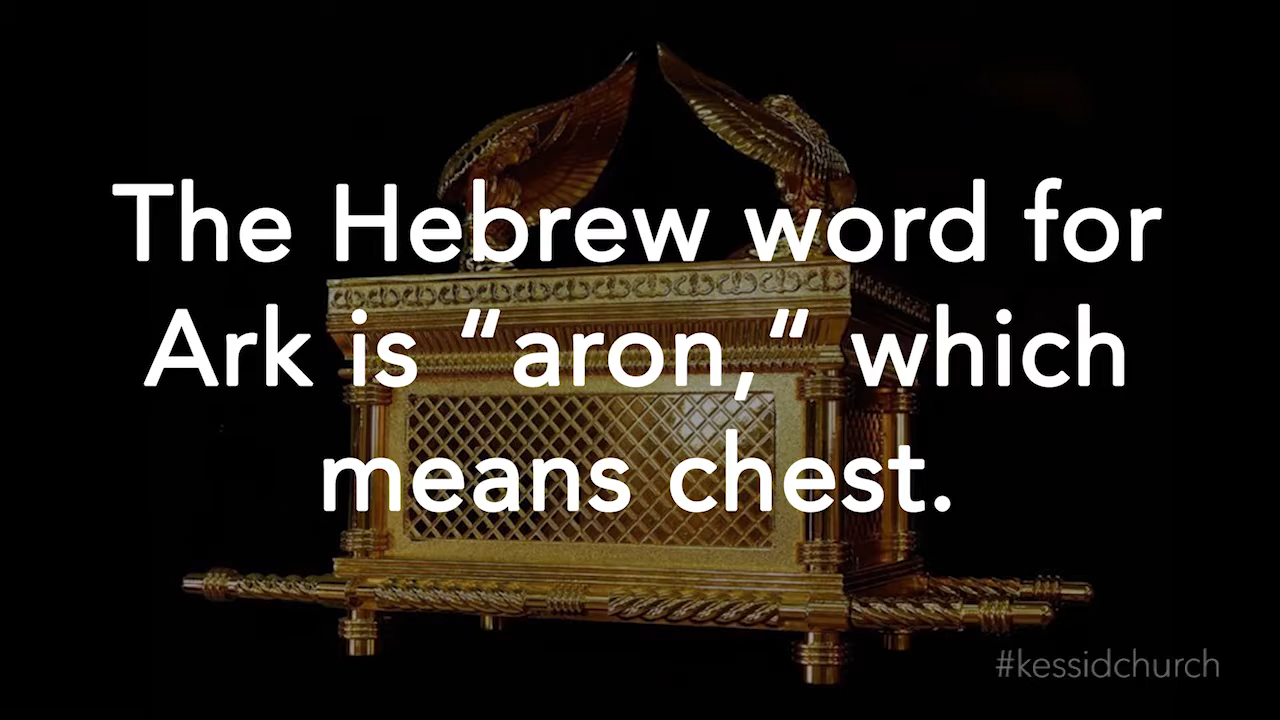 The Hebrew word for
Ark is “aron,“ which
means chest.
#kessidchurch